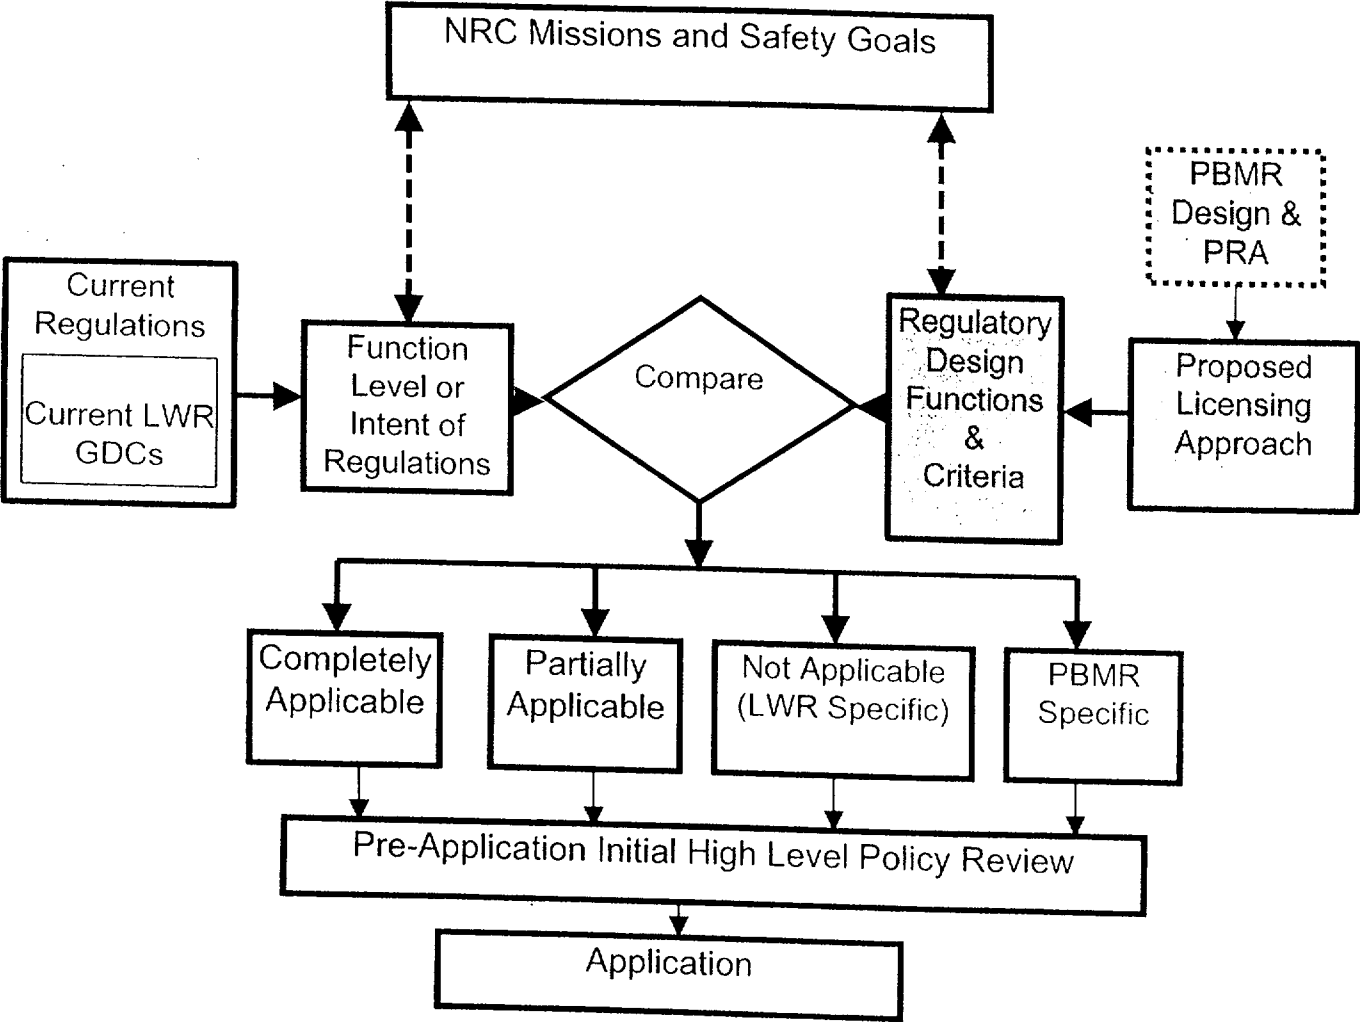 NRC Missions and Safety Goals
PBMR
Design &
PRA
Current
Regulations
Current LWR
GDCs
Function
Level or
Intent of
Regulations
Compare
Regulatory
Design
Functions
&
Criteria
Proposed
Licensing
Approach
Completely
Applicable
Partially
Applicable
Not Applicable
(LWR Specific)
PBMR
Specific
Pre-Application Initial High Level Policy Review
Application